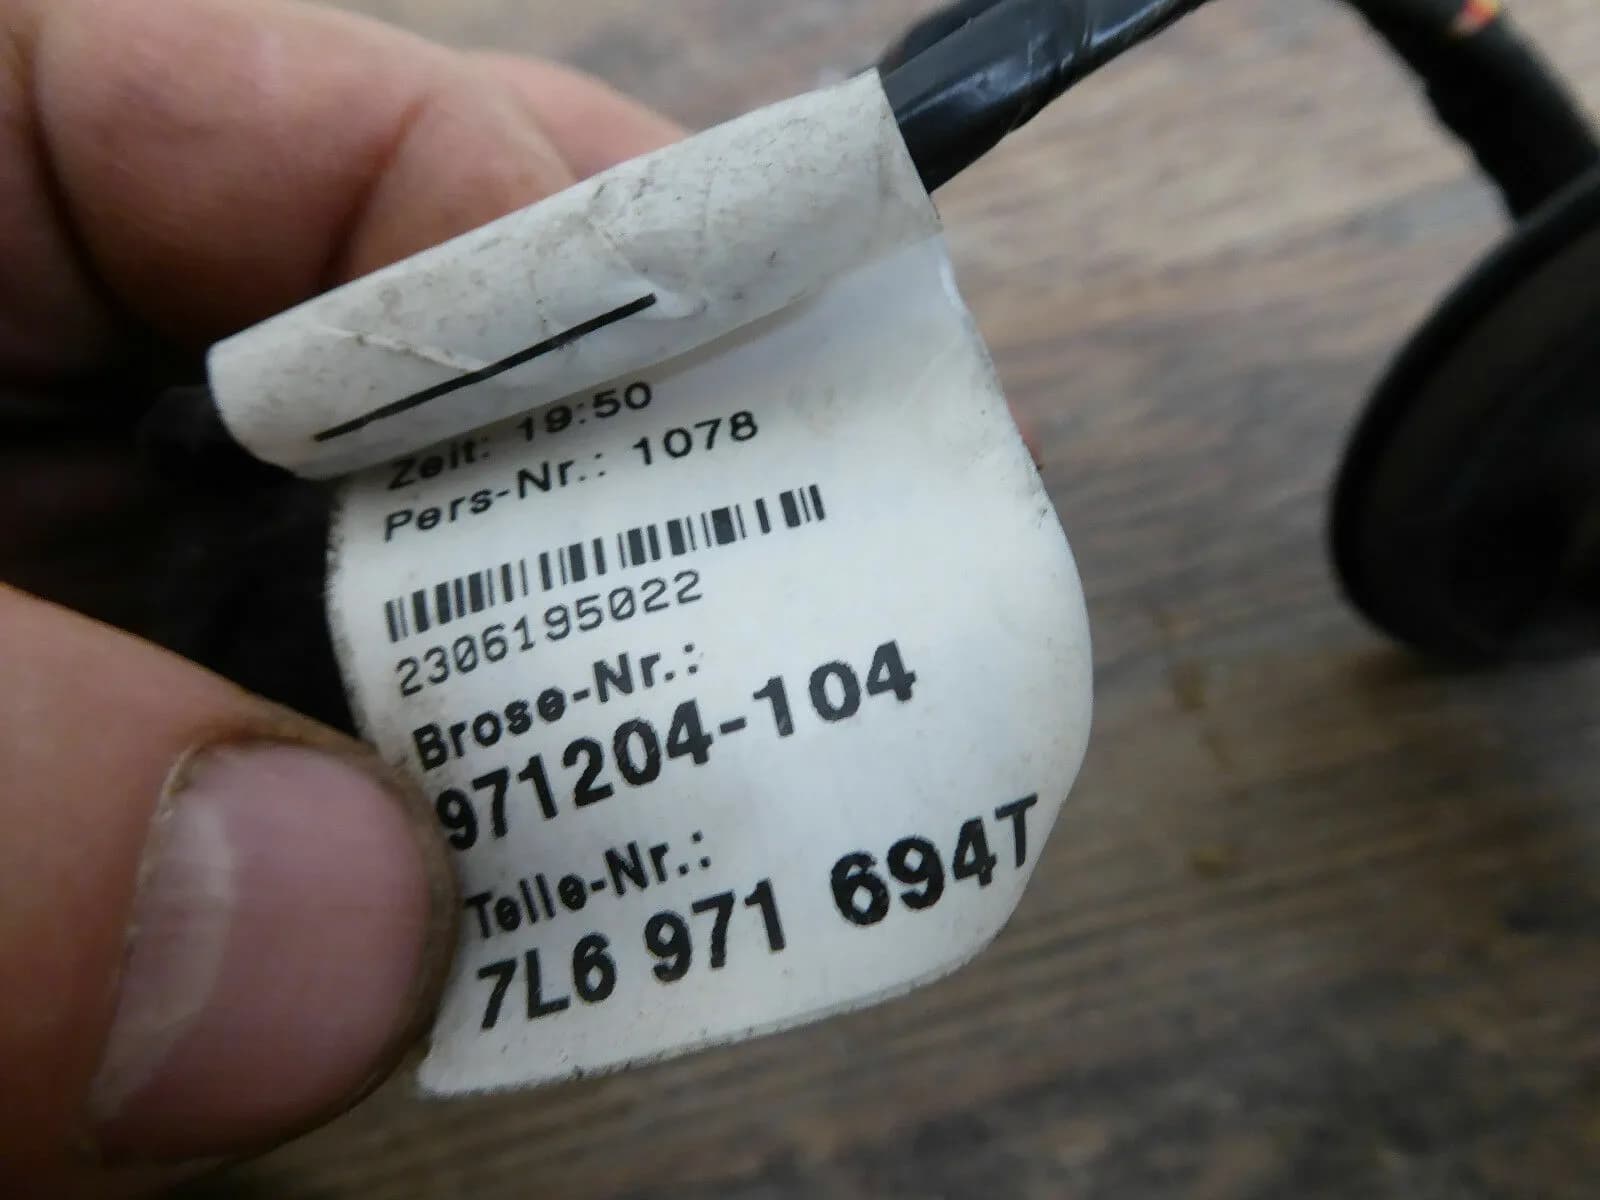 Zeit: 19:50
Pers-Nr.: 1078
2306195022
Brose-Nr.:
971204-104
Teile-Nr.:
7L6 971 694T